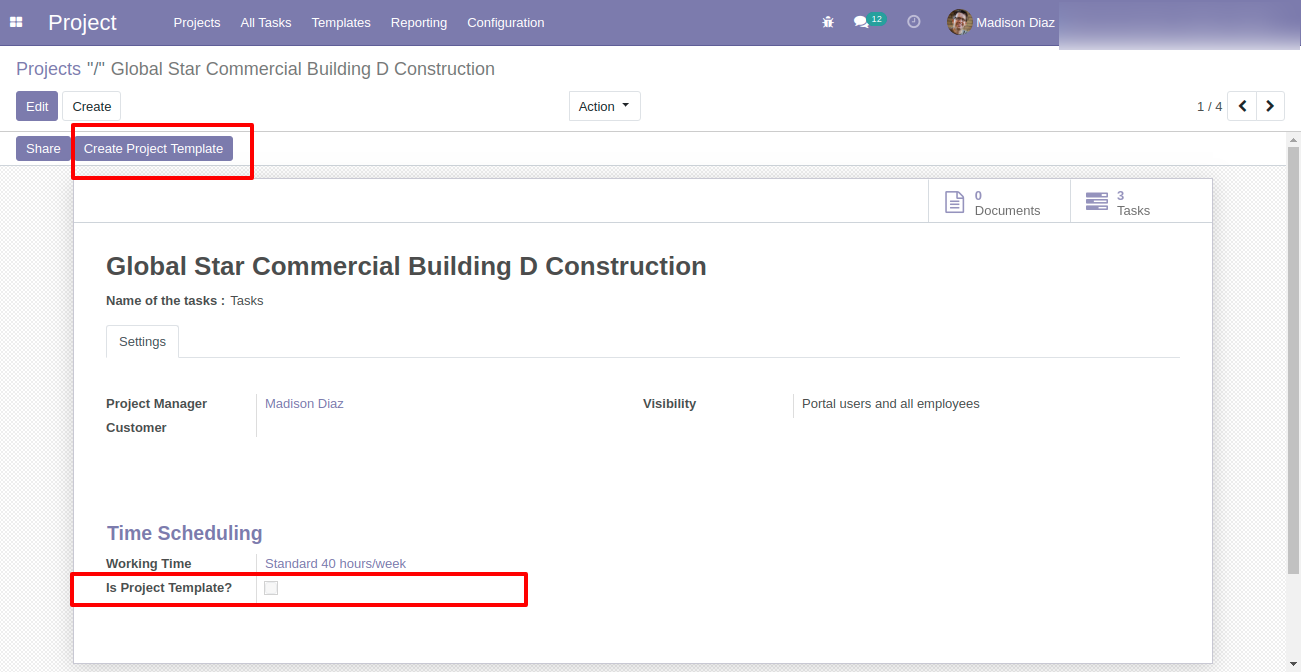 Project Projects All Tasks Templates Reporting Configuration 12 Madison Diaz
Projects "/" Global Star Commercial Building D Construction
Edit Create Action 1 / 4
Share Create Project Template
0 Documents 3 Tasks
Global Star Commercial Building D Construction
Name of the tasks : Tasks
Settings
Project Manager Madison Diaz Visibility Portal users and all employees
Customer
Time Scheduling
Working Time Standard 40 hours/week
Is Project Template?